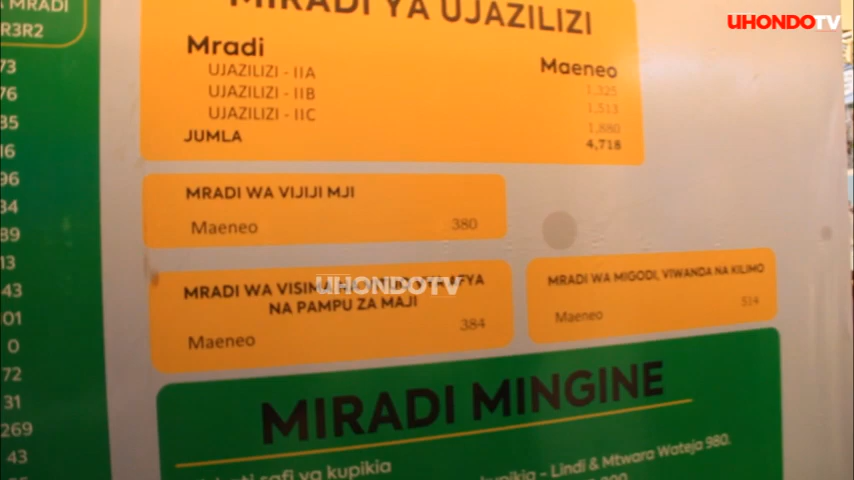 UHONDOTV
A MRADI
R3R2
73
76
35
16
96
34
89
13
43
101
0
72
31
269
43
MIRADI YA UJAZILIZI
Mradi Maeneo
UJAZILIZI - IIA 1,325
UJAZILIZI - IIB 1,513
UJAZILIZI - IIC 1,880
JUMLA 4,718
MRADI WA VIJIJI MJI
Maeneo 380
MRADI WA
NA PAMPU ZA MAJI
Maeneo 384
UHONDOTV
MRADI WA MIGODI, VIWANDA NA KILIMO
Maeneo 514
MIRADI MINGINE
safi ya kupikia
kupikia - Lindi & Mtwara Wateja 980.